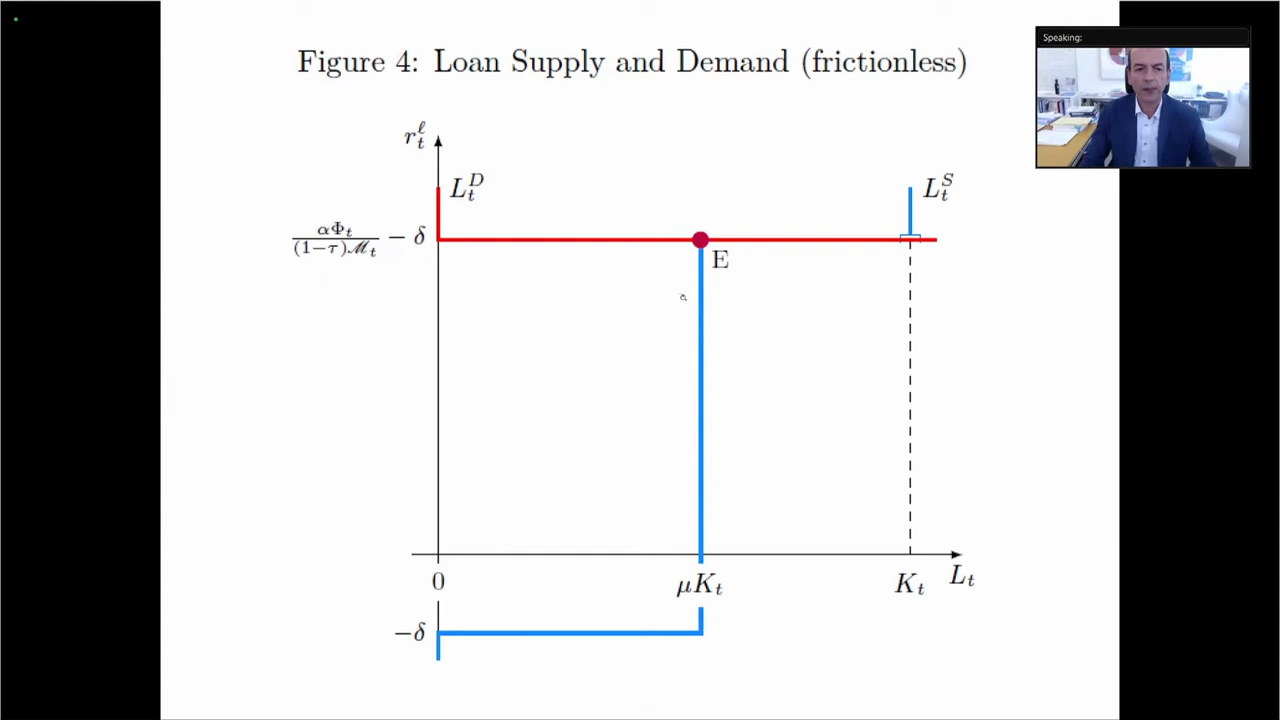 Figure 4: Loan Supply and Demand (frictionless)
Speaking:
r_t^ℓ
L_t^D
L_t^S
αΦ_t/((1−τ)ℳ_t) − δ
E
0
μK_t
K_t
L_t
−δ